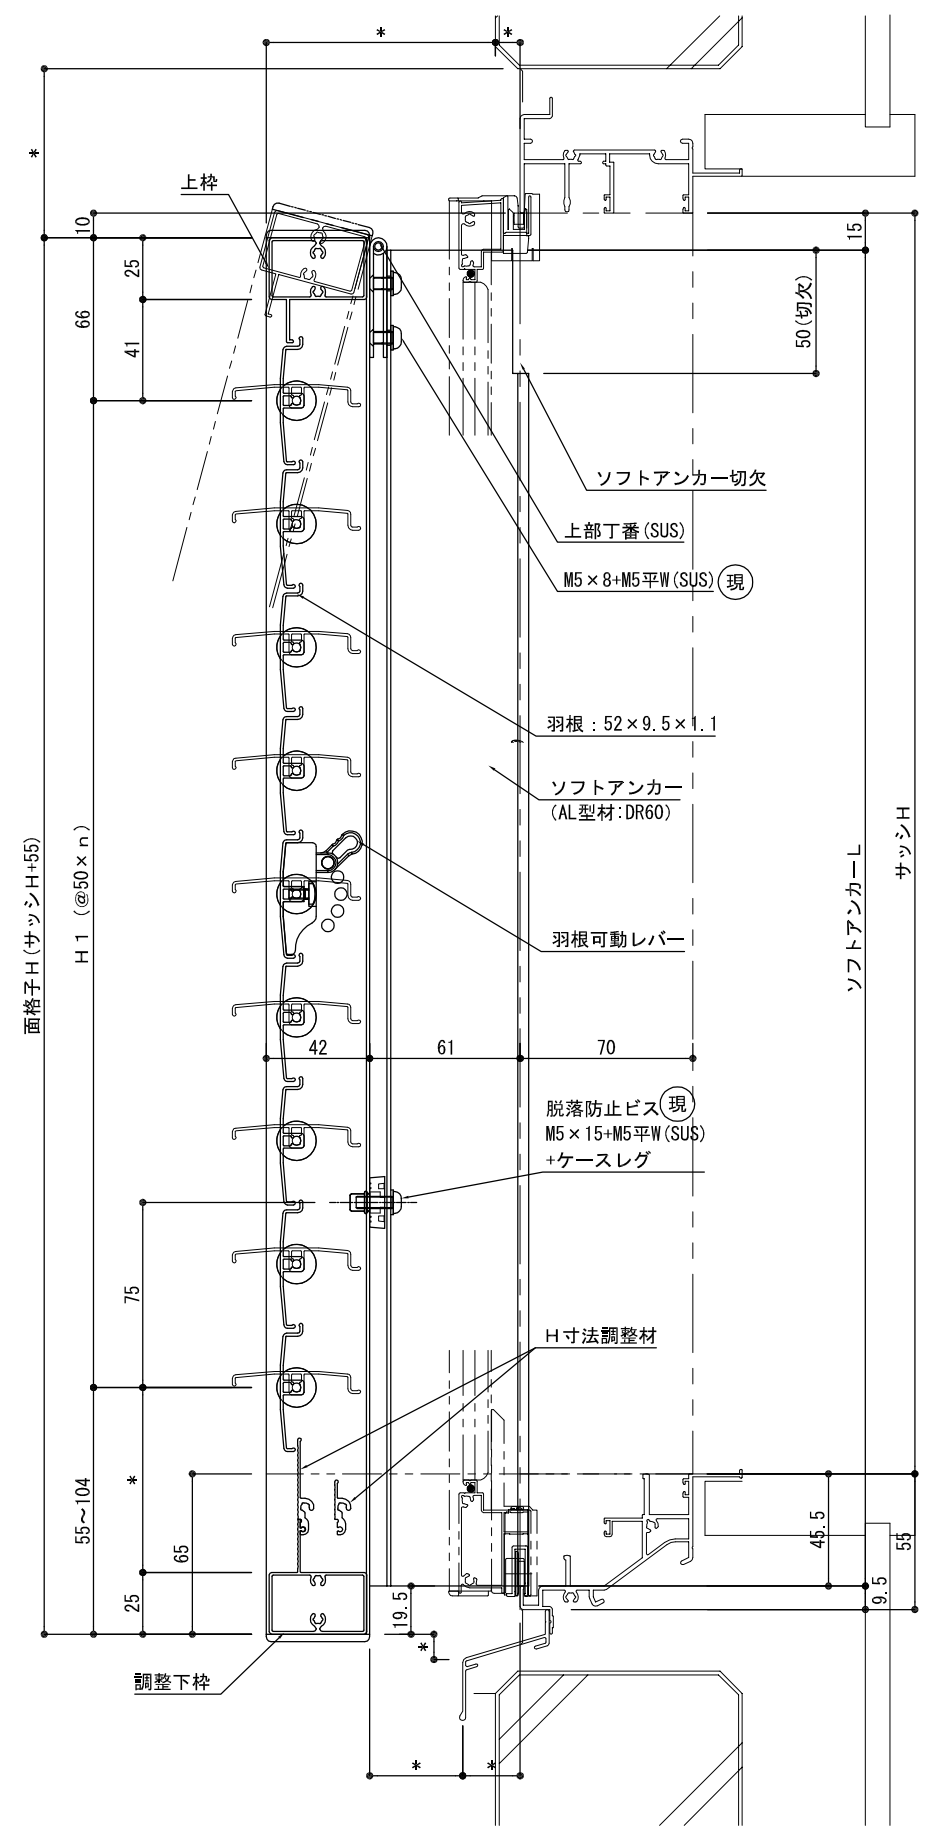 *
*
*
上枠
10
15
25
66
50(切欠)
41
ソフトアンカー切欠
上部丁番(SUS)
M5×8+M5平W(SUS) 現
羽根:52×9.5×1.1
ソフトアンカー
(AL型材:DR60)
サッシH
面格子H(サッシH+55)
H1 (@50×n)
ソフトアンカーL
羽根可動レバー
42
61
70
脱落防止ビス 現
M5×15+M5平W(SUS)
+ケースレグ
75
H寸法調整材
*
55~104
65
45.5
55
25
19.5
9.5
*
調整下枠
*
*